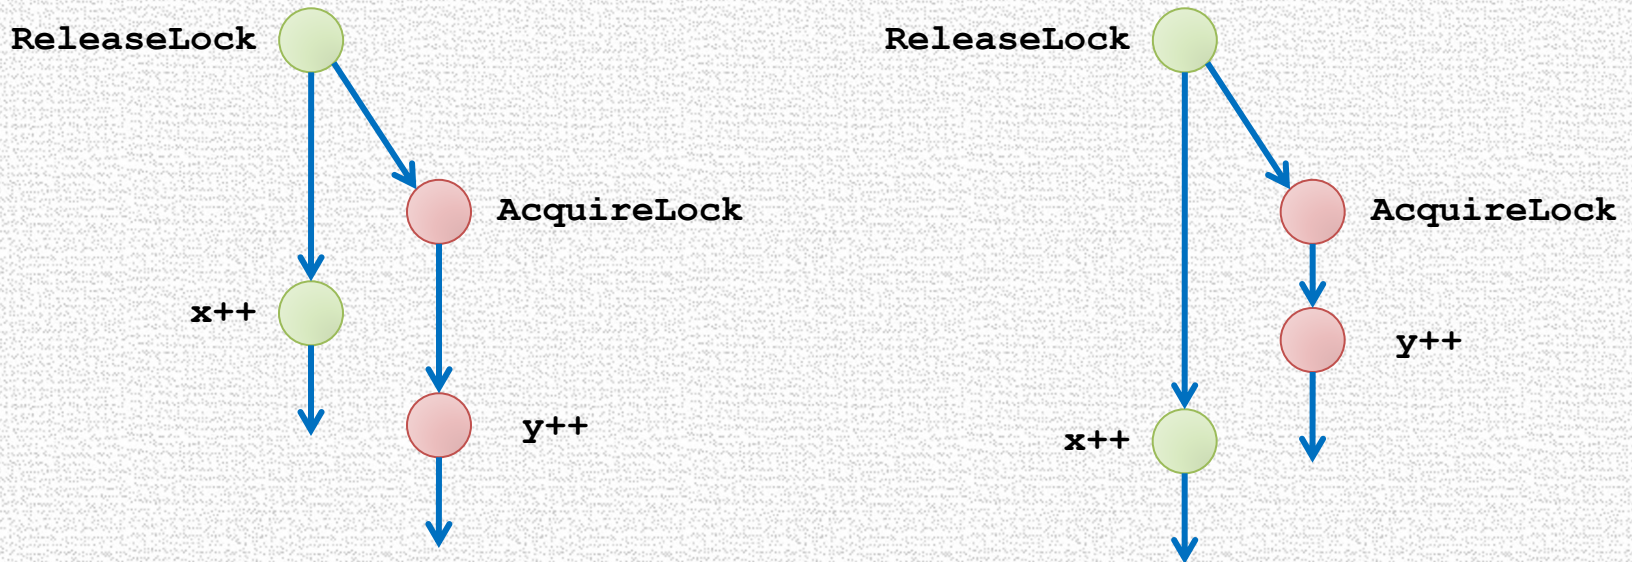 ReleaseLock
AcquireLock
x++
y++
ReleaseLock
AcquireLock
y++
x++